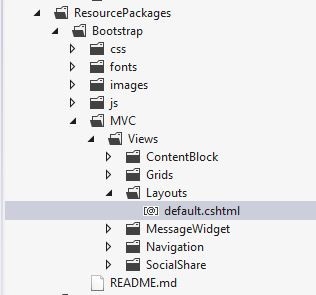 ResourcePackages
Bootstrap
css
fonts
images
js
MVC
Views
ContentBlock
Grids
Layouts
[@] default.cshtml
MessageWidget
Navigation
SocialShare
README.md